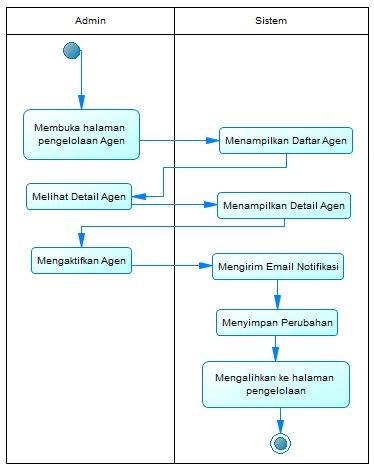 Admin
Sistem
Membuka halaman
pengelolaan Agen
Menampilkan Daftar Agen
Melihat Detail Agen
Menampilkan Detail Agen
Mengaktifkan Agen
Mengirim Email Notifikasi
Menyimpan Perubahan
Mengalihkan ke halaman
pengelolaan